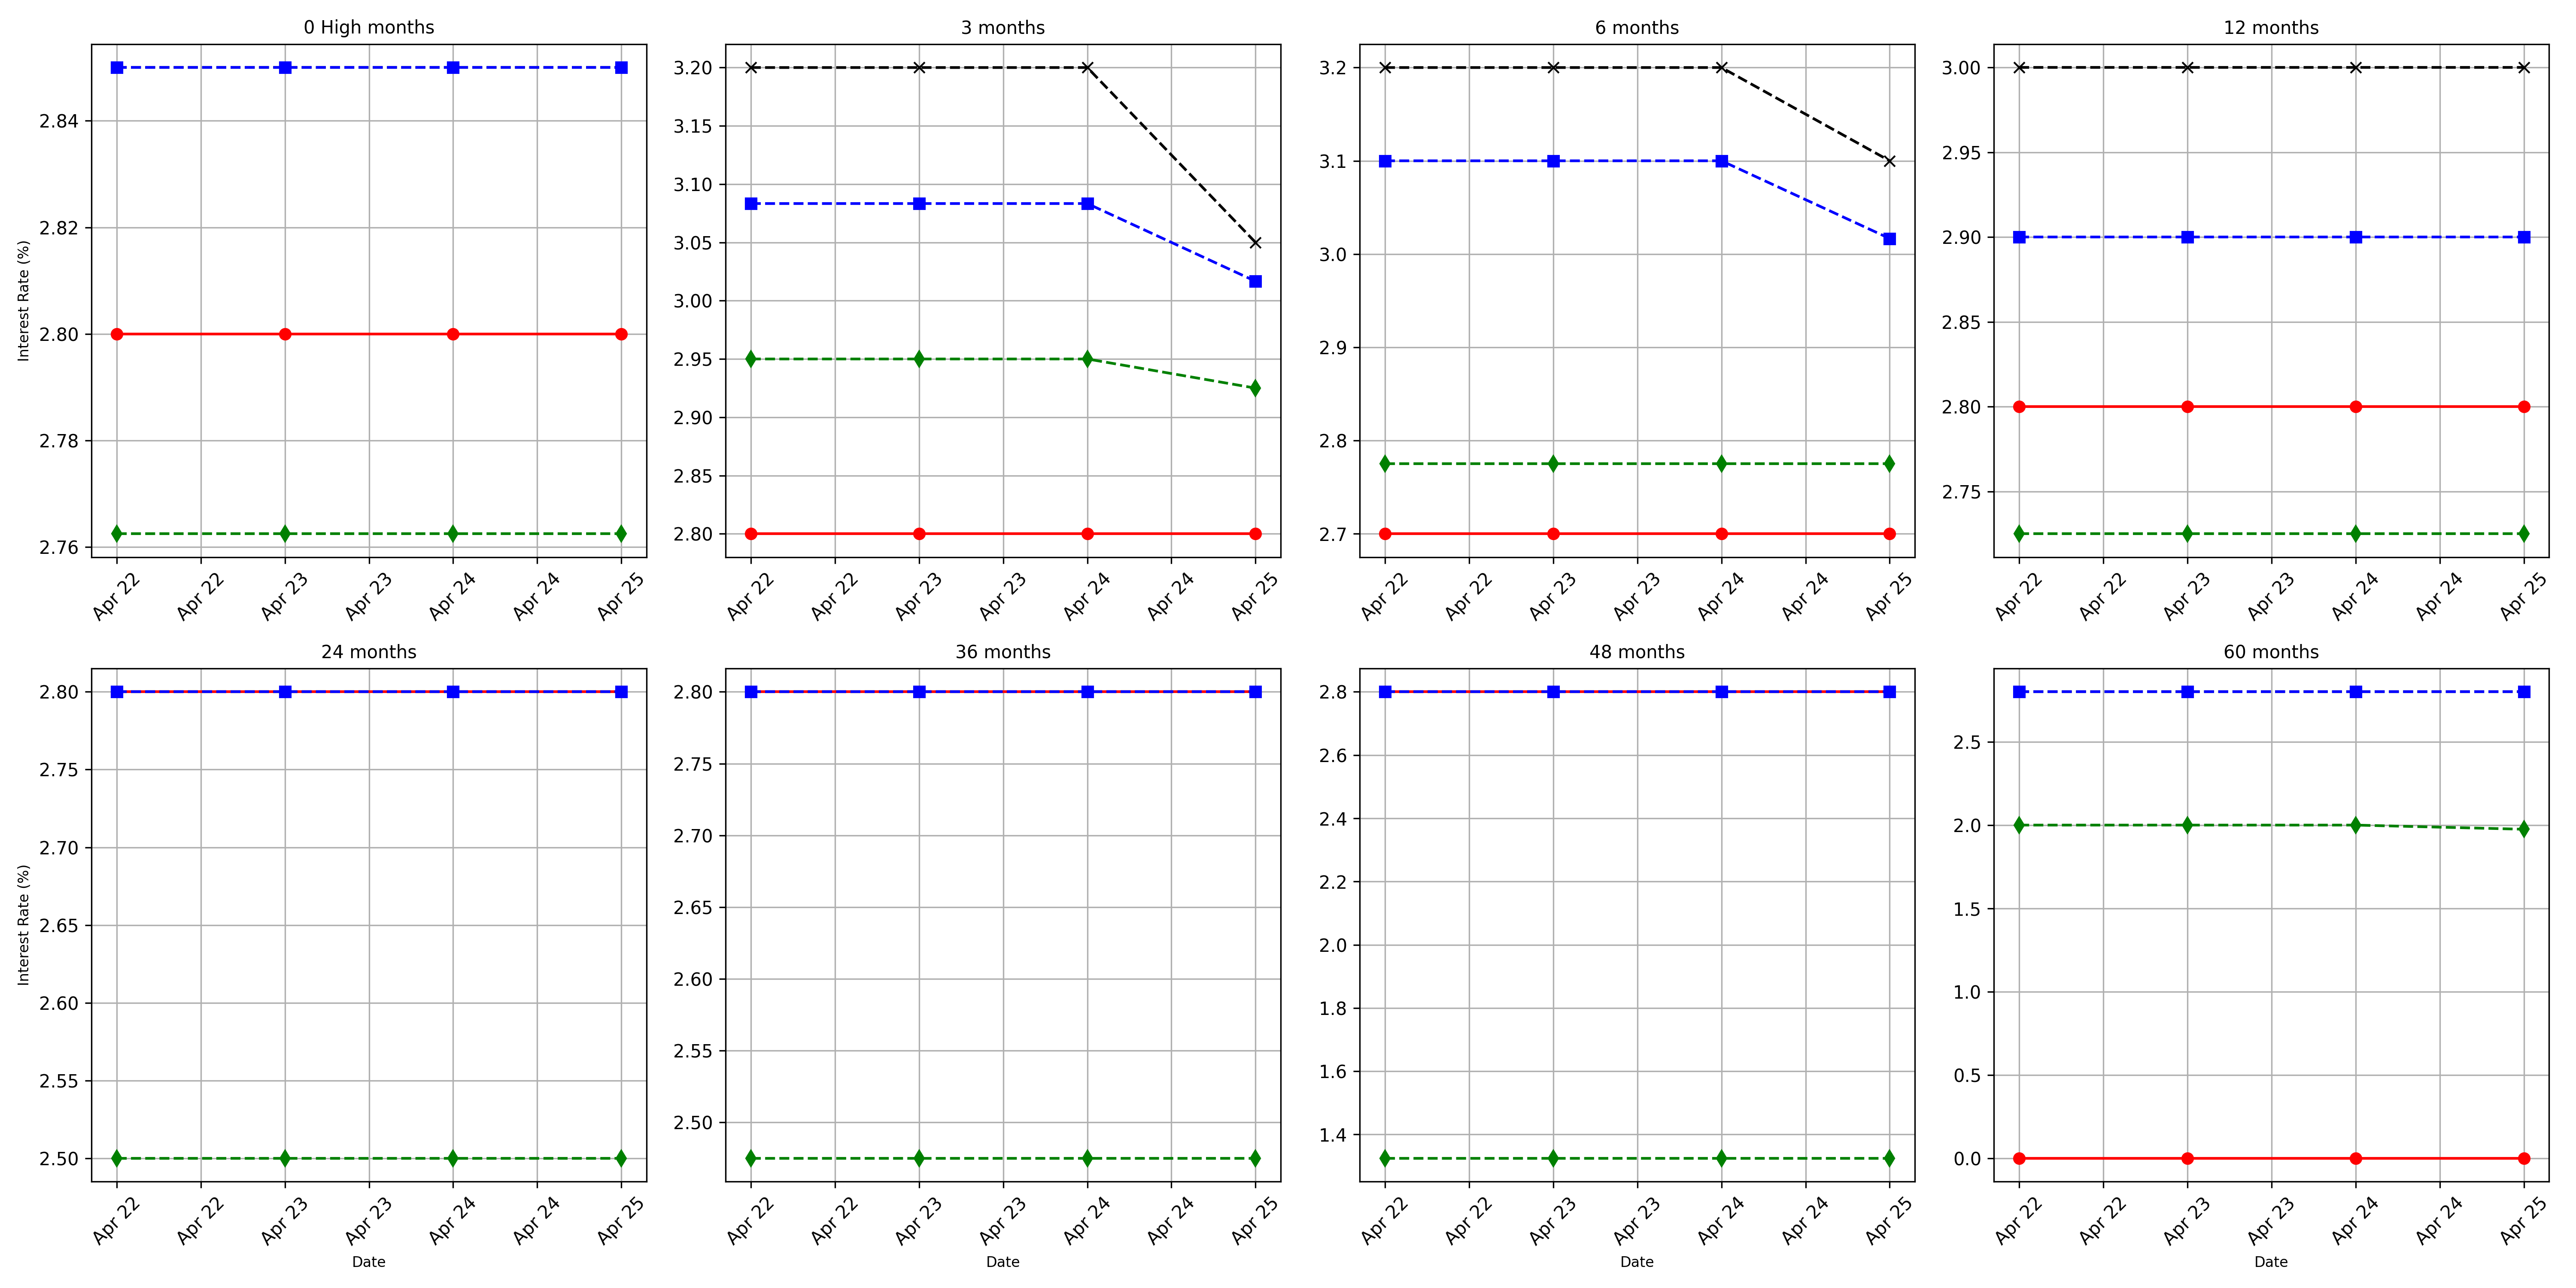 0 High months
3 months
6 months
12 months
Interest Rate (%)
2.84
2.82
2.80
2.78
2.76
Apr 22
Apr 22
Apr 23
Apr 23
Apr 24
Apr 24
Apr 25
3.20
3.15
3.10
3.05
3.00
2.95
2.90
2.85
2.80
Apr 22
Apr 22
Apr 23
Apr 23
Apr 24
Apr 24
Apr 25
3.2
3.1
3.0
2.9
2.8
2.7
Apr 22
Apr 22
Apr 23
Apr 23
Apr 24
Apr 24
Apr 25
3.00
2.95
2.90
2.85
2.80
2.75
Apr 22
Apr 22
Apr 23
Apr 23
Apr 24
Apr 24
Apr 25
24 months
36 months
48 months
60 months
Interest Rate (%)
2.80
2.75
2.70
2.65
2.60
2.55
2.50
Apr 22
Apr 22
Apr 23
Apr 23
Apr 24
Apr 24
Apr 25
Date
2.80
2.75
2.70
2.65
2.60
2.55
2.50
Apr 22
Apr 22
Apr 23
Apr 23
Apr 24
Apr 24
Apr 25
Date
2.8
2.6
2.4
2.2
2.0
1.8
1.6
1.4
Apr 22
Apr 22
Apr 23
Apr 23
Apr 24
Apr 24
Apr 25
Date
2.5
2.0
1.5
1.0
0.5
0.0
Apr 22
Apr 22
Apr 23
Apr 23
Apr 24
Apr 24
Apr 25
Date